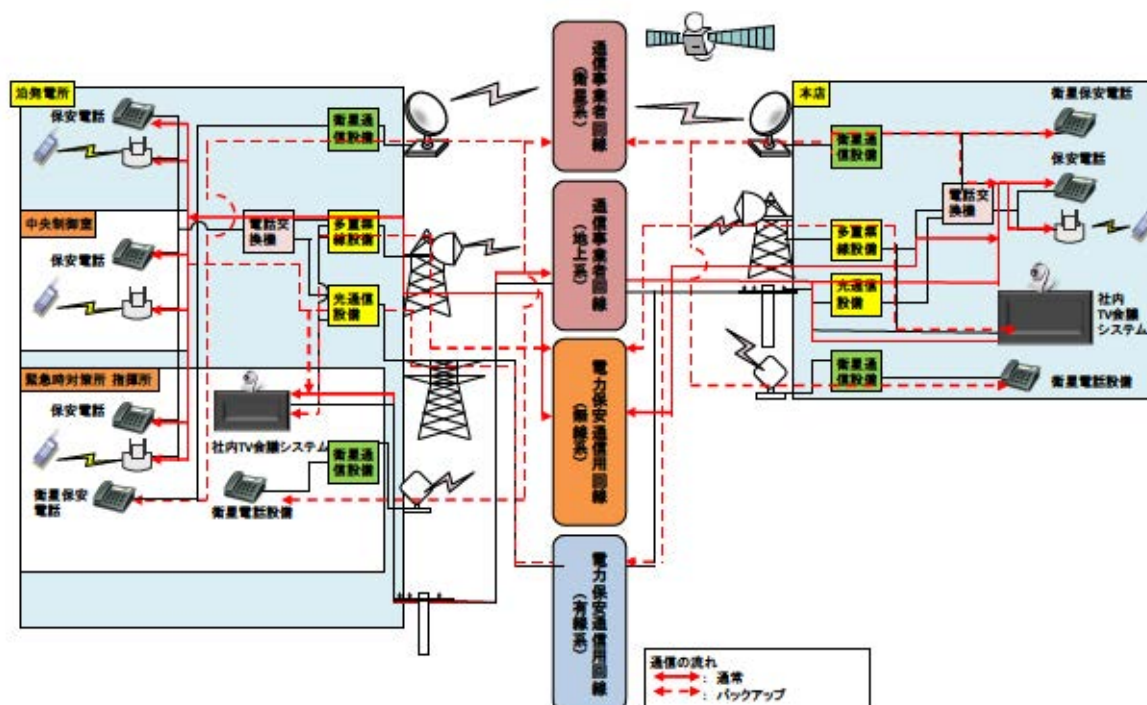 泊発電所
保安電話
中央制御室
保安電話
緊急時対策所 指揮所
保安電話
衛星保安
電話
電話交
換機
社内TV会議システム
衛星電話設備
衛星通
信設備
多重無
線設備
光通信
設備
衛星通
信設備
通信事業者回線
(衛星系)
通信事業者回線
(地上系)
電力保安通信用回線
(無線系)
電力保安通信用回線
(有線系)
本店
衛星通
信設備
多重無
線設備
光通信
設備
衛星通
信設備
電話交
換機
衛星保安電話
保安電話
社内
TV会議
システム
衛星電話設備
通信の流れ
: 通常
: バックアップ